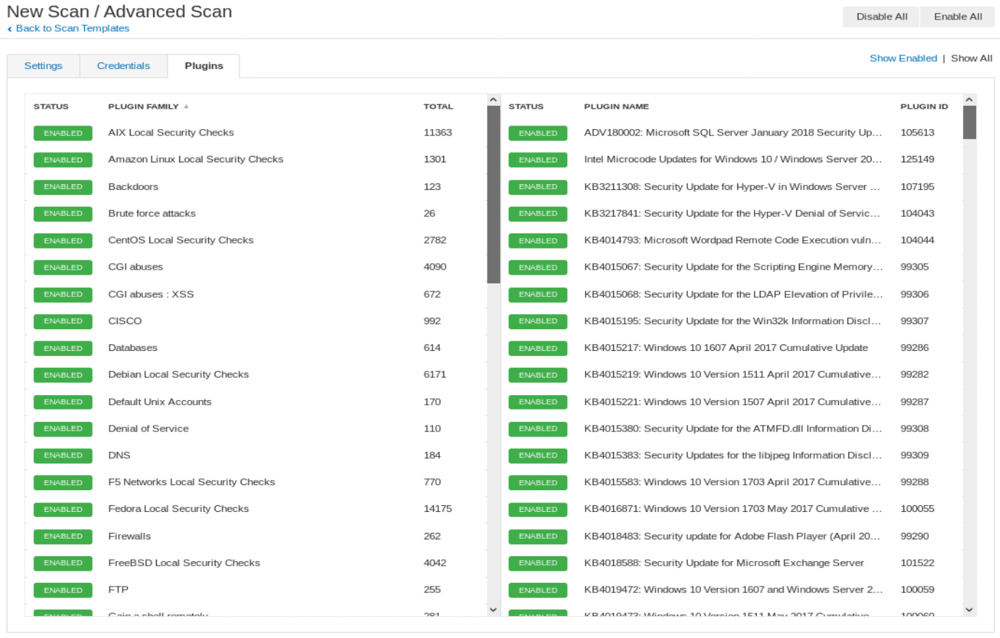 New Scan / Advanced Scan
Disable All
Enable All
Back to Scan Templates
Settings
Credentials
Plugins
Show Enabled | Show All
STATUS PLUGIN FAMILY TOTAL
ENABLED AIX Local Security Checks 11363
ENABLED Amazon Linux Local Security Checks 1301
ENABLED Backdoors 123
ENABLED Brute force attacks 26
ENABLED CentOS Local Security Checks 2782
ENABLED CGI abuses 4090
ENABLED CGI abuses : XSS 672
ENABLED CISCO 992
ENABLED Databases 614
ENABLED Debian Local Security Checks 6171
ENABLED Default Unix Accounts 170
ENABLED Denial of Service 110
ENABLED DNS 184
ENABLED F5 Networks Local Security Checks 770
ENABLED Fedora Local Security Checks 14175
ENABLED Firewalls 262
ENABLED FreeBSD Local Security Checks 4042
ENABLED FTP 255
ENABLED Gain a shell remotely 281
STATUS PLUGIN NAME PLUGIN ID
ENABLED ADV180002: Microsoft SQL Server January 2018 Security Up... 105613
ENABLED Intel Microcode Updates for Windows 10 / Windows Server 20... 125149
ENABLED KB3211308: Security Update for Hyper-V in Windows Server ... 107195
ENABLED KB3217841: Security Update for the Hyper-V Denial of Servic... 104043
ENABLED KB4014793: Microsoft Wordpad Remote Code Execution vuln... 104044
ENABLED KB4015067: Security Update for the Scripting Engine Memory... 99305
ENABLED KB4015068: Security Update for the LDAP Elevation of Privile... 99306
ENABLED KB4015195: Security Update for the Win32k Information Discl... 99307
ENABLED KB4015217: Windows 10 1607 April 2017 Cumulative Update 99286
ENABLED KB4015219: Windows 10 Version 1511 April 2017 Cumulative... 99282
ENABLED KB4015221: Windows 10 Version 1507 April 2017 Cumulative... 99287
ENABLED KB4015380: Security Update for the ATMFD.dll Information Di... 99308
ENABLED KB4015383: Security Updates for the libjpeg Information Discl... 99309
ENABLED KB4015583: Windows 10 Version 1703 April 2017 Cumulative... 99288
ENABLED KB4016871: Windows 10 Version 1703 May 2017 Cumulative ... 100055
ENABLED KB4018483: Security update for Adobe Flash Player (April 20... 99290
ENABLED KB4018588: Security Update for Microsoft Exchange Server 101522
ENABLED KB4019472: Windows 10 Version 1607 and Windows Server 2... 100059
ENABLED KB4019473: Windows 10 Version 1511 May 2017 Cumulative 100060